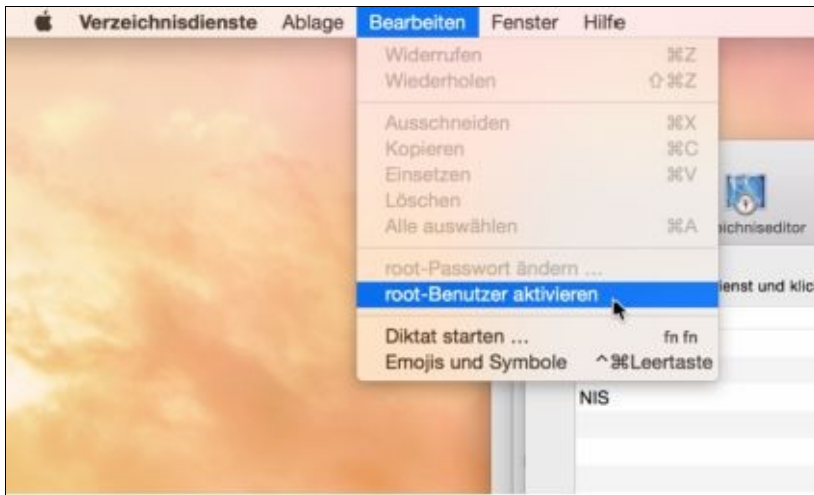 Verzeichnisdienste Ablage Bearbeiten Fenster Hilfe
Widerrufen ⌘Z
Wiederholen ⇧⌘Z
Ausschneiden ⌘X
Kopieren ⌘C
Einsetzen ⌘V
Löschen
Alle auswählen ⌘A
ichniseditor
root-Passwort ändern ...
ienst und klic
root-Benutzer aktivieren
Diktat starten ... fn fn
Emojis und Symbole ^⌘Leertaste
NIS